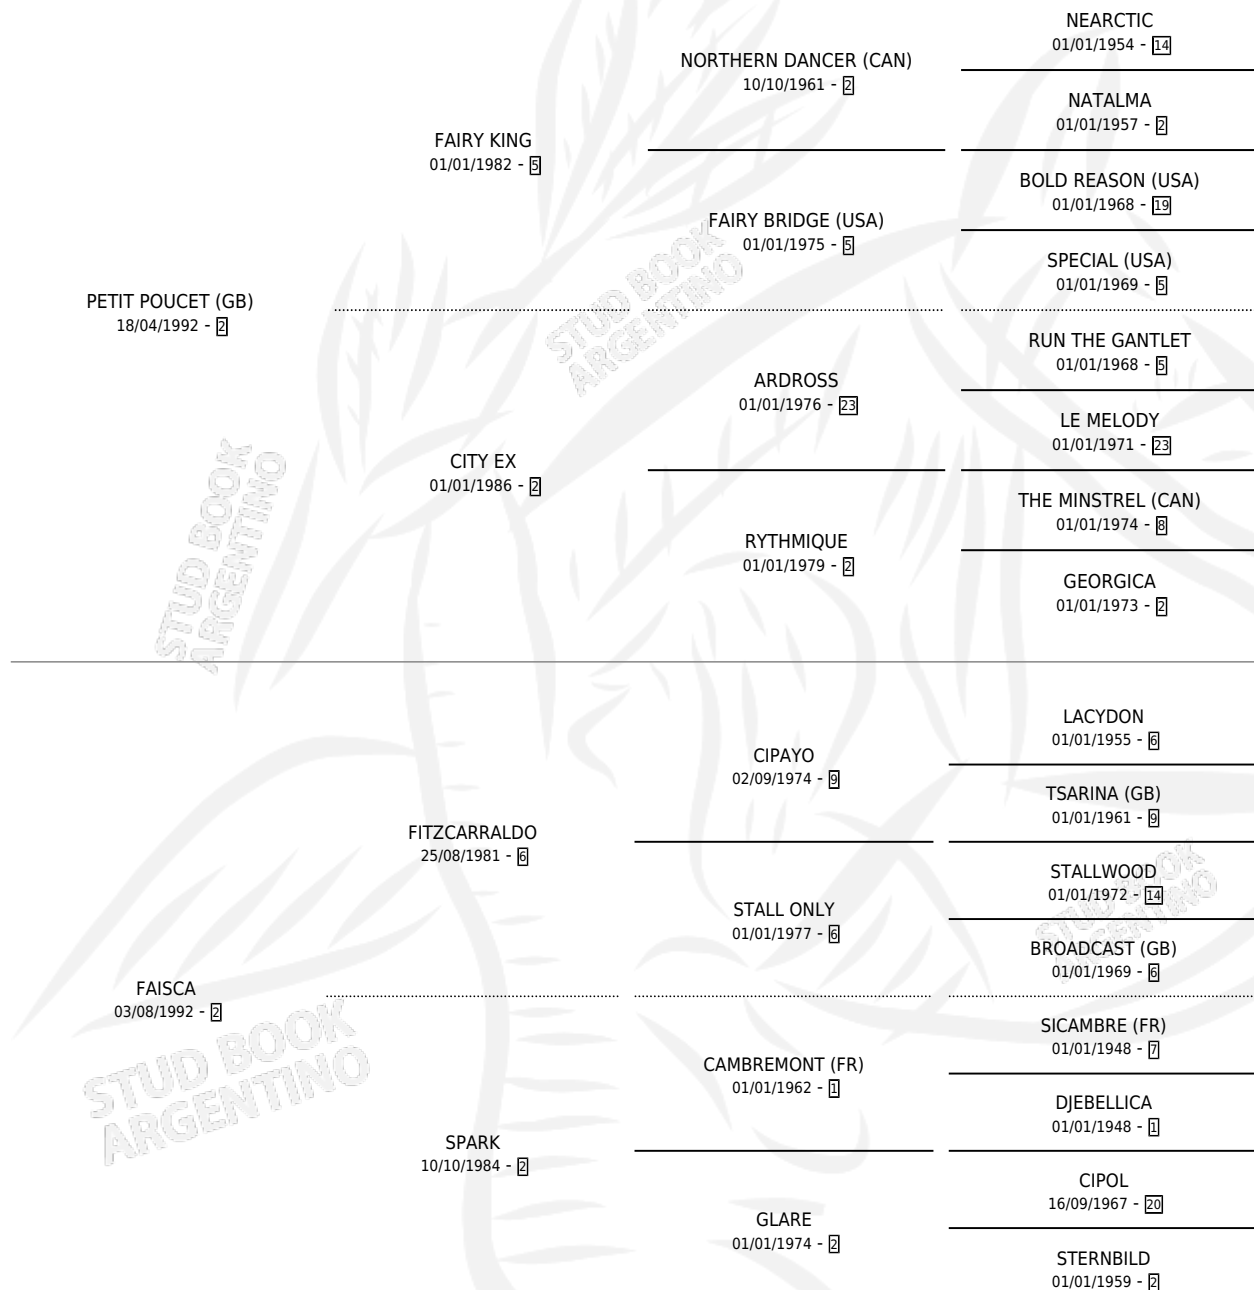 NEARCTIC
01/01/1954 - 14
NORTHERN DANCER (CAN)
10/10/1961 - 2
NATALMA
01/01/1957 - 2
FAIRY KING
01/01/1982 - 5
BOLD REASON (USA)
01/01/1968 - 19
FAIRY BRIDGE (USA)
01/01/1975 - 5
SPECIAL (USA)
01/01/1969 - 5
PETIT POUCET (GB)
18/04/1992 - 2
STUD BOOK
ARGENTINO
RUN THE GANTLET
01/01/1968 - 5
ARDROSS
01/01/1976 - 23
LE MELODY
01/01/1971 - 23
CITY EX
01/01/1986 - 2
THE MINSTREL (CAN)
01/01/1974 - 8
RYTHMIQUE
01/01/1979 - 2
GEORGICA
01/01/1973 - 2
STUD BOOK
ARGENTINO
LACYDON
01/01/1955 - 6
CIPAYO
02/09/1974 - 9
TSARINA (GB)
01/01/1961 - 9
FITZCARRALDO
25/08/1981 - 6
STALLWOOD
01/01/1972 - 14
STALL ONLY
01/01/1977 - 6
STUD BOOK
ARGENTINO
BROADCAST (GB)
01/01/1969 - 6
FAISCA
03/08/1992 - 2
SICAMBRE (FR)
01/01/1948 - 7
CAMBREMONT (FR)
01/01/1962 - 1
STUD BOOK
ARGENTINO
DJEBELLICA
01/01/1948 - 1
SPARK
10/10/1984 - 2
CIPOL
16/09/1967 - 20
GLARE
01/01/1974 - 2
STERNBILD
01/01/1959 - 2